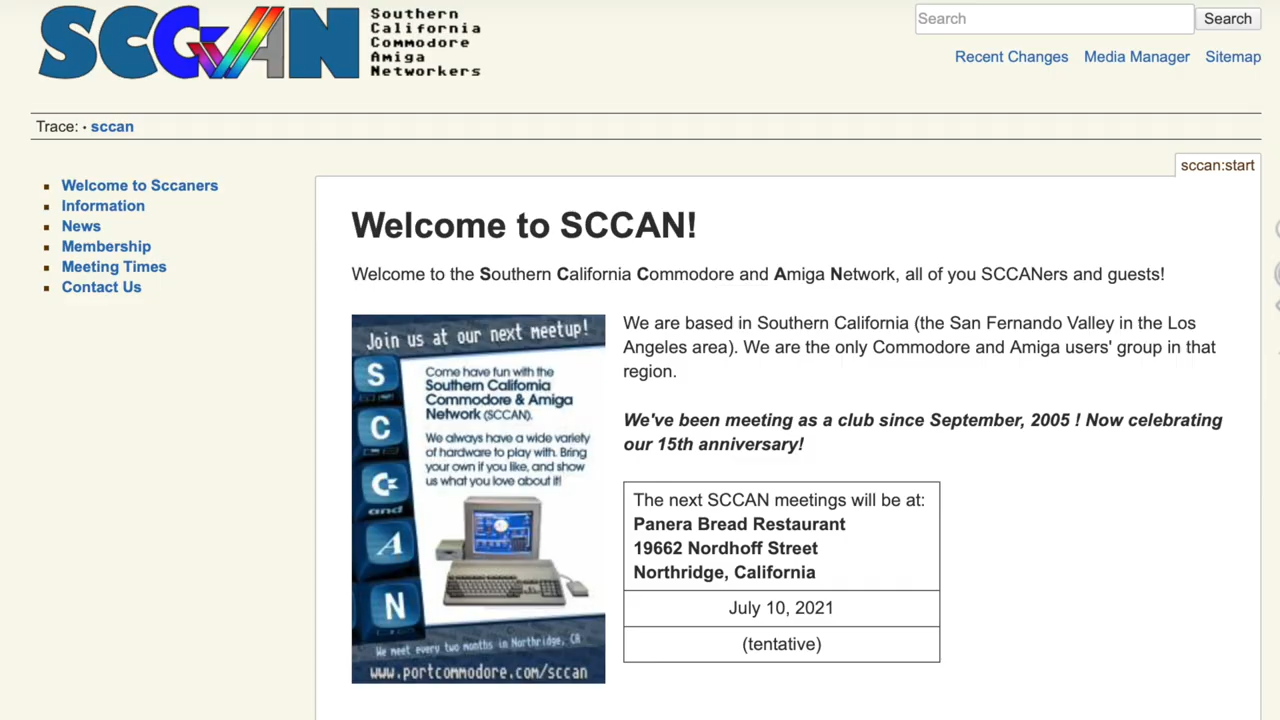 SCCAN
Southern
California
Commodore
Amiga
Networkers
Search
Search
Recent Changes Media Manager Sitemap
Trace: • sccan
sccan:start
Welcome to Sccaners
Information
News
Membership
Meeting Times
Contact Us
Welcome to SCCAN!
Welcome to the Southern California Commodore and Amiga Network, all of you SCCANers and guests!
Join us at our next meetup!
S
C
C
and
A
N
Come have fun with the
Southern California
Commodore & Amiga
Network (SCCAN).
We always have a wide variety
of hardware to play with. Bring
your own if you like, and show
us what you love about it!
We meet every two months in Northridge, CA
www.portcommodore.com/sccan
We are based in Southern California (the San Fernando Valley in the Los
Angeles area). We are the only Commodore and Amiga users' group in that
region.
We've been meeting as a club since September, 2005 ! Now celebrating
our 15th anniversary!
The next SCCAN meetings will be at:
Panera Bread Restaurant
19662 Nordhoff Street
Northridge, California
July 10, 2021
(tentative)